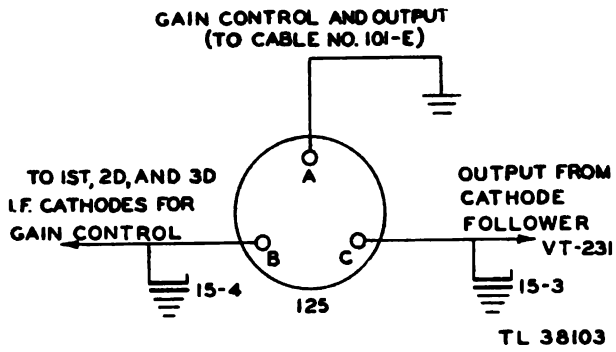 GAIN CONTROL AND OUTPUT
(TO CABLE NO. 101-E)
A
TO 1ST, 2D, AND 3D
I.F. CATHODES FOR
GAIN CONTROL
OUTPUT FROM
CATHODE
FOLLOWER
VT-231
B
C
15-4
125
15-3
TL 38103